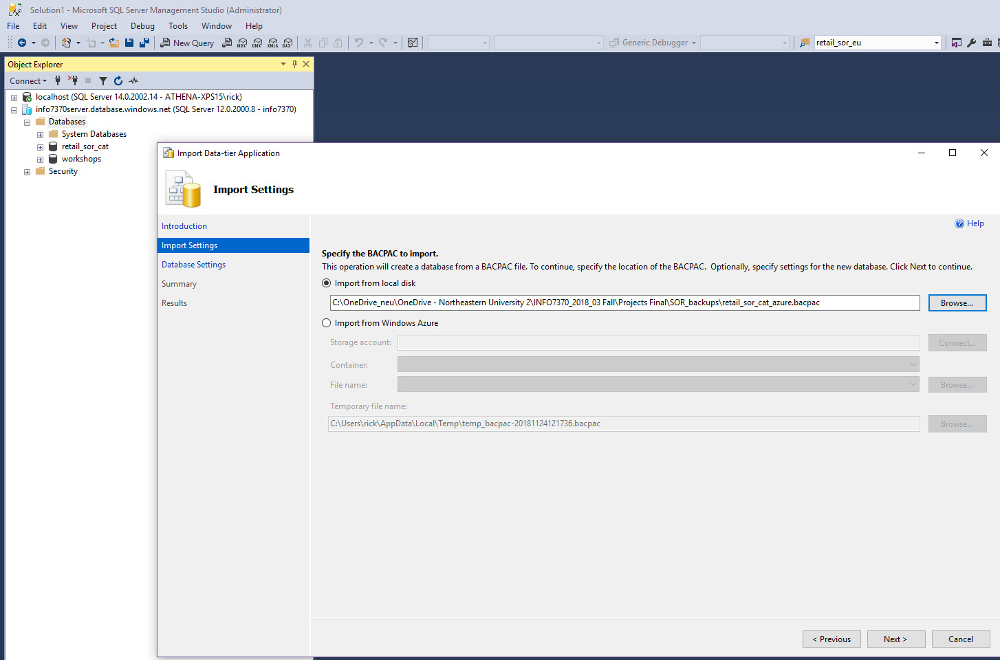 Solution1 - Microsoft SQL Server Management Studio (Administrator)
File Edit View Project Debug Tools Window Help
New Query MDX DMX XMLA DAX Generic Debugger retail_sor_eu
Object Explorer
Connect
localhost (SQL Server 14.0.2002.14 - ATHENA-XPS15\rick)
info7370server.database.windows.net (SQL Server 12.0.2000.8 - info7370)
Databases
System Databases
retail_sor_cat
workshops
Security
Import Data-tier Application
Import Settings
Introduction
Import Settings
Database Settings
Summary
Results
Help
Specify the BACPAC to import.
This operation will create a database from a BACPAC file. To continue, specify the location of the BACPAC. Optionally, specify settings for the new database. Click Next to continue.
Import from local disk
C:\OneDrive_neu\OneDrive - Northeastern University 2\INFO7370_2018_03 Fall\Projects Final\SOR_backups\retail_sor_cat_azure.bacpac Browse...
Import from Windows Azure
Storage account: Connect...
Container:
File name: Browse...
Temporary file name:
C:\Users\rick\AppData\Local\Temp\temp_bacpac-20181124121736.bacpac Browse...
< Previous Next > Cancel